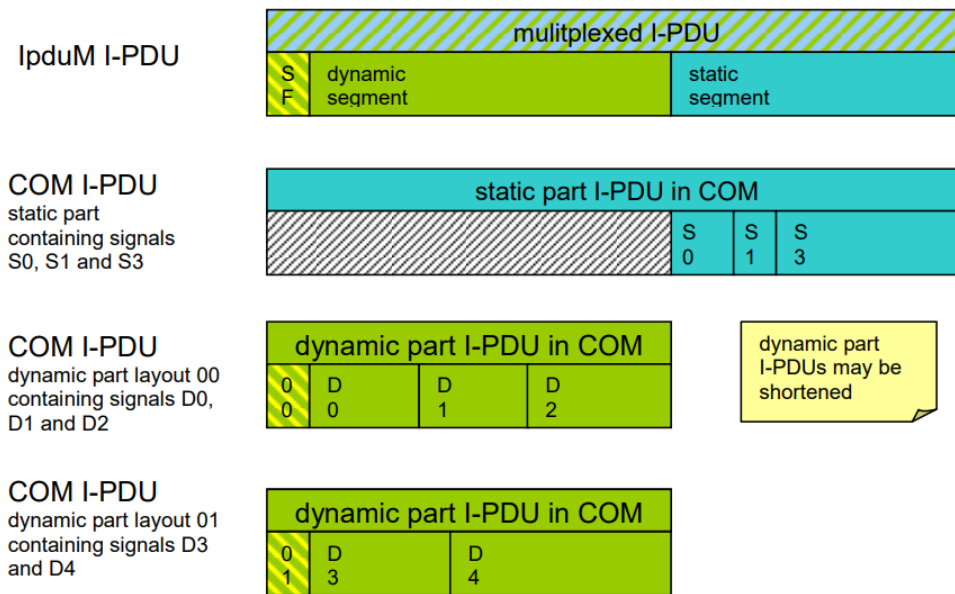 IpduM I-PDU
mulitplexed I-PDU
S
F
dynamic
segment
static
segment
COM I-PDU
static part
containing signals
S0, S1 and S3
static part I-PDU in COM
S
0
S
1
S
3
COM I-PDU
dynamic part layout 00
containing signals D0,
D1 and D2
dynamic part I-PDU in COM
0
0
D
0
D
1
D
2
dynamic part
I-PDUs may be
shortened
COM I-PDU
dynamic part layout 01
containing signals D3
and D4
dynamic part I-PDU in COM
0
1
D
3
D
4